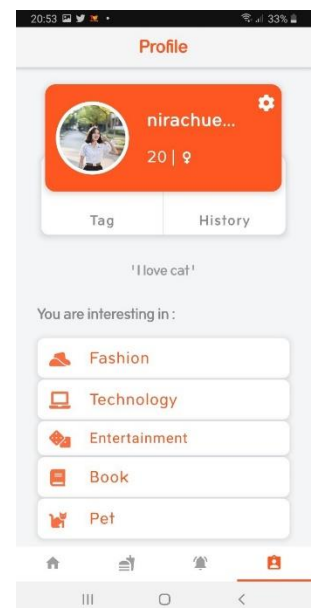 20:53 33%
Profile
nirachue...
20 | ♀
Tag History
'I love cat'
You are interesting in :
Fashion
Technology
Entertainment
Book
Pet